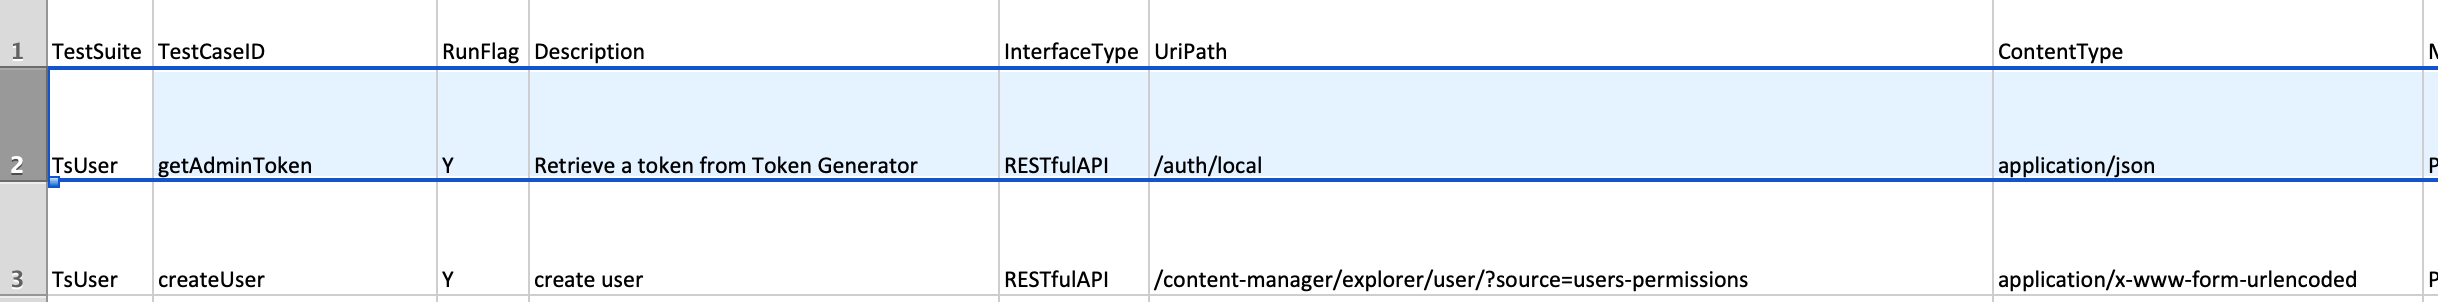 1 TestSuite TestCaseID RunFlag Description InterfaceType UriPath ContentType
2 TsUser getAdminToken Y Retrieve a token from Token Generator RESTfulAPI /auth/local application/json P
3 TsUser createUser Y create user RESTfulAPI /content-manager/explorer/user/?source=users-permissions application/x-www-form-urlencoded P